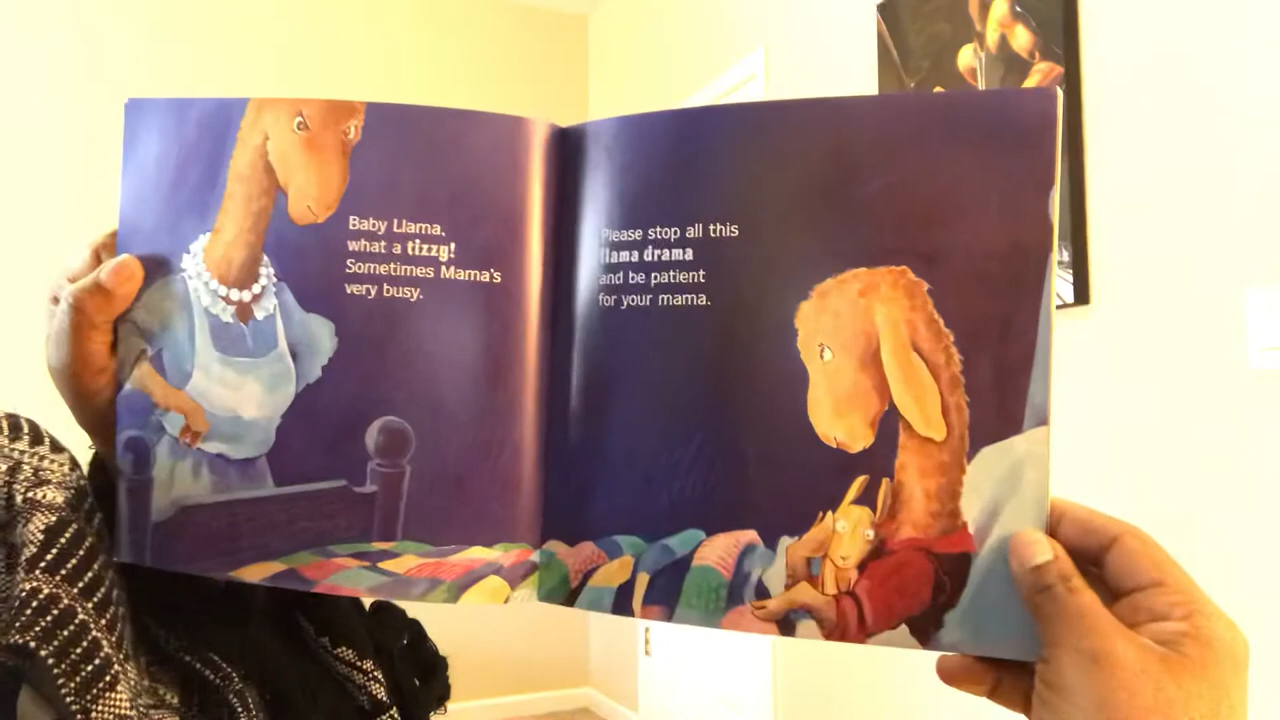 Baby Llama,
what a tizzy!
Sometimes Mama's
very busy.
Please stop all this
llama drama
and be patient
for your mama.